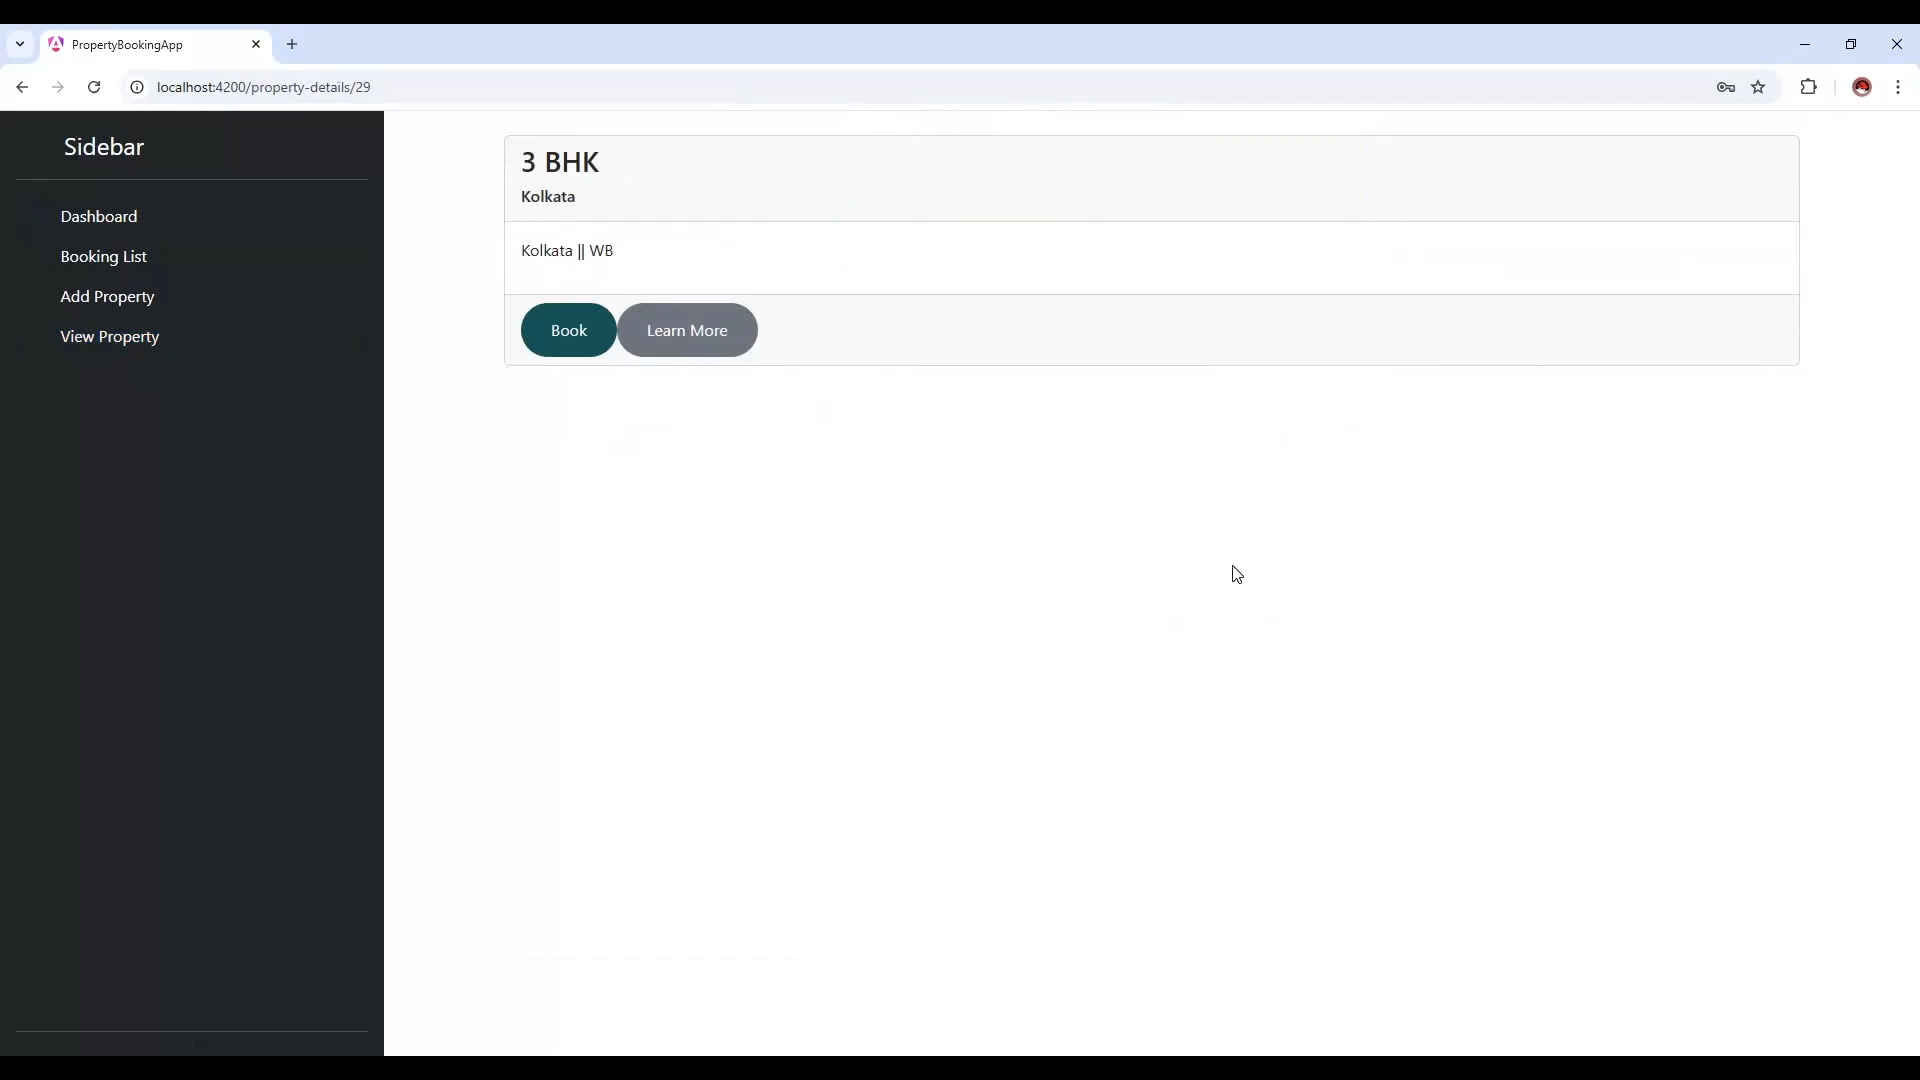 PropertyBookingApp
localhost:4200/property-details/29
Sidebar
Dashboard
Booking List
Add Property
View Property
3 BHK
Kolkata
Kolkata || WB
Book
Learn More